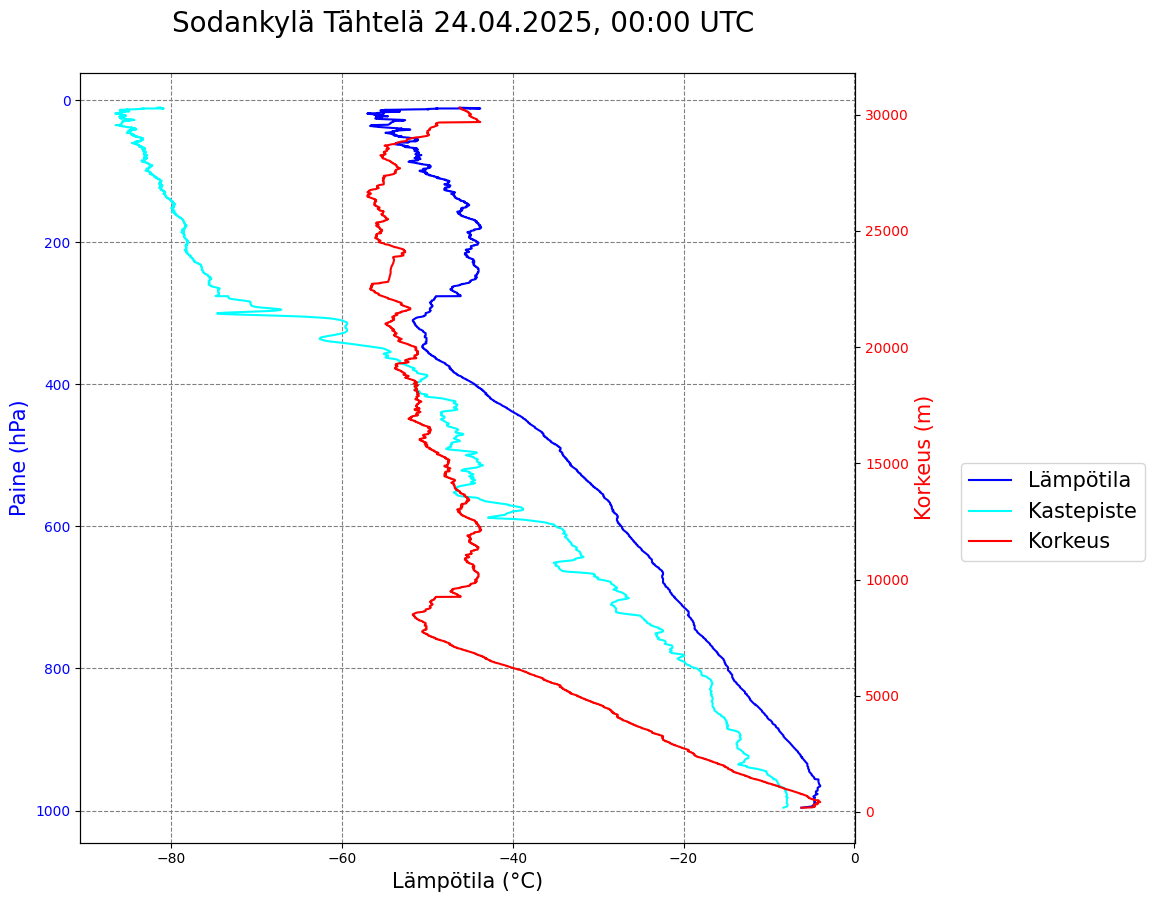 Sodankylä Tähtelä 24.04.2025, 00:00 UTC
0
200
400
600
800
1000
Paine (hPa)
−80
−60
−40
−20
0
Lämpötila (°C)
30000
25000
20000
15000
10000
5000
0
Korkeus (m)
Lämpötila
Kastepiste
Korkeus